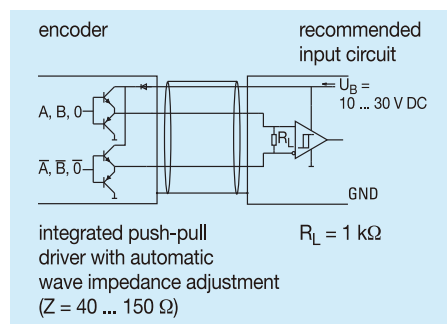 encoder
recommended
input circuit
U_B =
10 ... 30 V DC
A, B, 0
R_L
A̅, B̅, 0̅
GND
integrated push-pull
driver with automatic
wave impedance adjustment
(Z = 40 ... 150 Ω)
R_L = 1 kΩ